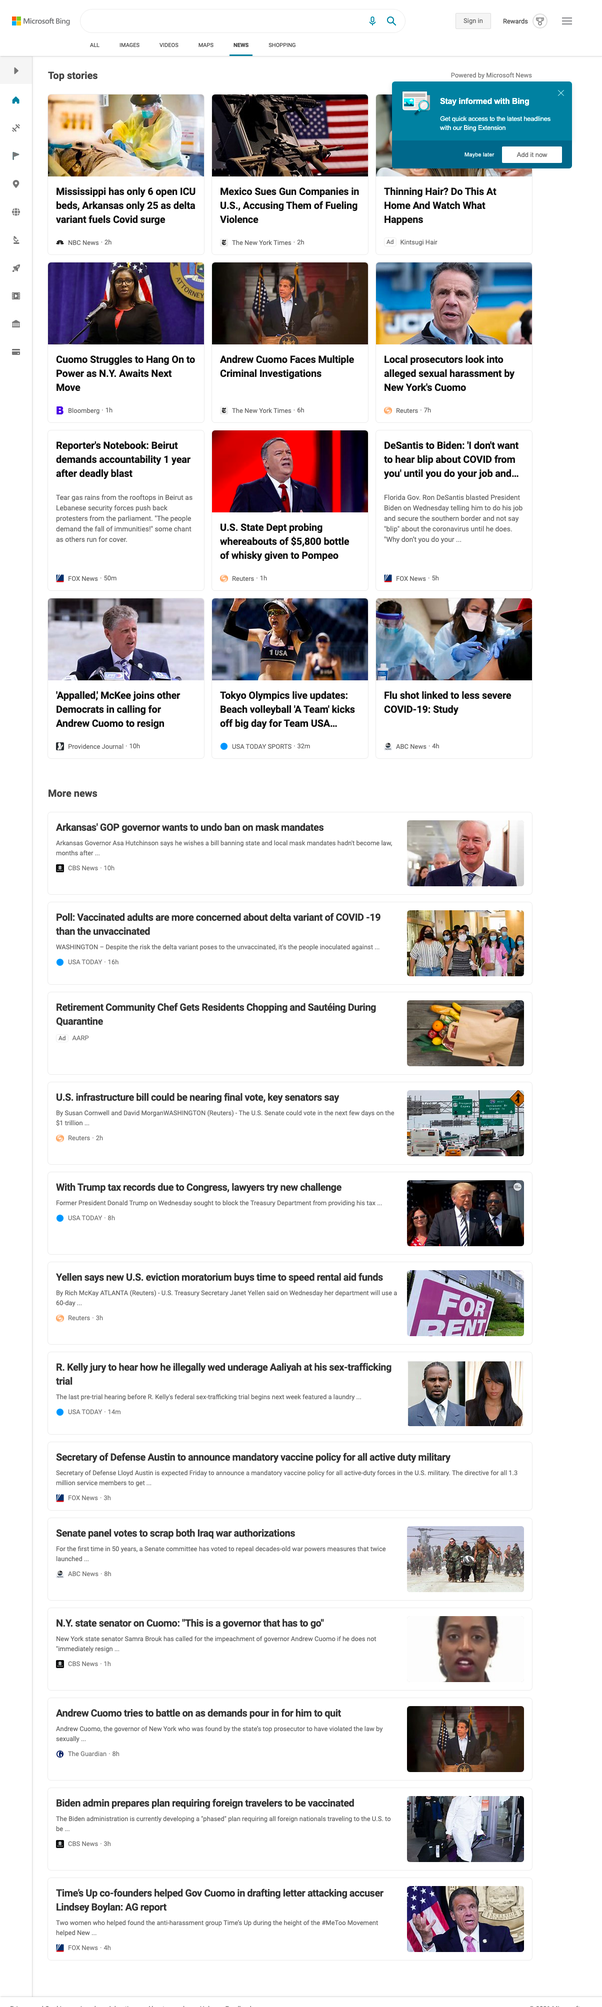 Microsoft Bing
Sign in
Rewards
ALL
IMAGES
VIDEOS
MAPS
NEWS
SHOPPING
Top stories
Powered by Microsoft News
Stay informed with Bing
Get quick access to the latest headlines
with our Bing Extension
Maybe later
Add it now
Mississippi has only 6 open ICU
beds, Arkansas only 25 as delta
variant fuels Covid surge
NBC News · 2h
Mexico Sues Gun Companies in
U.S., Accusing Them of Fueling
Violence
The New York Times · 2h
Thinning Hair? Do This At
Home And Watch What
Happens
Ad Kintsugi Hair
Cuomo Struggles to Hang On to
Power as N.Y. Awaits Next
Move
Bloomberg · 1h
Andrew Cuomo Faces Multiple
Criminal Investigations
The New York Times · 6h
Local prosecutors look into
alleged sexual harassment by
New York's Cuomo
Reuters · 7h
Reporter's Notebook: Beirut
demands accountability 1 year
after deadly blast
Tear gas rains from the rooftops in Beirut as
Lebanese security forces push back
protesters from the parliament. "The people
demand the fall of immunities!" some chant
as others run for cover.
FOX News · 50m
U.S. State Dept probing
whereabouts of $5,800 bottle
of whisky given to Pompeo
Reuters · 1h
DeSantis to Biden: 'I don't want
to hear blip about COVID from
you' until you do your job and...
Florida Gov. Ron DeSantis blasted President
Biden on Wednesday telling him to do his job
and secure the southern border and not say
"blip" about the coronavirus until he does.
"Why don't you do your ...
FOX News · 5h
'Appalled,' McKee joins other
Democrats in calling for
Andrew Cuomo to resign
Providence Journal · 10h
Tokyo Olympics live updates:
Beach volleyball 'A Team' kicks
off big day for Team USA...
USA TODAY SPORTS · 32m
Flu shot linked to less severe
COVID-19: Study
ABC News · 4h
More news
Arkansas' GOP governor wants to undo ban on mask mandates
Arkansas Governor Asa Hutchinson says he wishes a bill banning state and local mask mandates hadn't become law,
months after ...
CBS News · 10h
Poll: Vaccinated adults are more concerned about delta variant of COVID -19
than the unvaccinated
WASHINGTON – Despite the risk the delta variant poses to the unvaccinated, it's the people inoculated against ...
USA TODAY · 16h
Retirement Community Chef Gets Residents Chopping and Sautéing During
Quarantine
Ad AARP
U.S. infrastructure bill could be nearing final vote, key senators say
By Susan Cornwell and David MorganWASHINGTON (Reuters) - The U.S. Senate could vote in the next few days on the
$1 trillion ...
Reuters · 2h
With Trump tax records due to Congress, lawyers try new challenge
Former President Donald Trump on Wednesday sought to block the Treasury Department from providing his tax ...
USA TODAY · 8h
Yellen says new U.S. eviction moratorium buys time to speed rental aid funds
By Rich McKay ATLANTA (Reuters) - U.S. Treasury Secretary Janet Yellen said on Wednesday her department will use a
60-day ...
Reuters · 3h
FOR
RENT
R. Kelly jury to hear how he illegally wed underage Aaliyah at his sex-trafficking
trial
The last pre-trial hearing before R. Kelly's federal sex-trafficking trial begins next week featured a laundry ...
USA TODAY · 14m
Secretary of Defense Austin to announce mandatory vaccine policy for all active duty military
Secretary of Defense Lloyd Austin is expected Friday to announce a mandatory vaccine policy for all active-duty forces in the U.S. military. The directive for all 1.3
million service members to get ...
FOX News · 3h
Senate panel votes to scrap both Iraq war authorizations
For the first time in 50 years, a Senate committee has voted to repeal decades-old war powers measures that twice
launched ...
ABC News · 8h
N.Y. state senator on Cuomo: "This is a governor that has to go"
New York state senator Samra Brouk has called for the impeachment of governor Andrew Cuomo if he does not
"immediately resign ...
CBS News · 1h
Andrew Cuomo tries to battle on as demands pour in for him to quit
Andrew Cuomo, the governor of New York who was found by the state's top prosecutor to have violated the law by
sexually ...
The Guardian · 8h
Biden admin prepares plan requiring foreign travelers to be vaccinated
The Biden administration is currently developing a "phased" plan requiring all foreign nationals traveling to the U.S. to
be ...
CBS News · 3h
Time's Up co-founders helped Gov Cuomo in drafting letter attacking accuser
Lindsey Boylan: AG report
Two women who helped found the anti-harassment group Time's Up during the height of the #MeToo Movement
helped New ...
FOX News · 4h